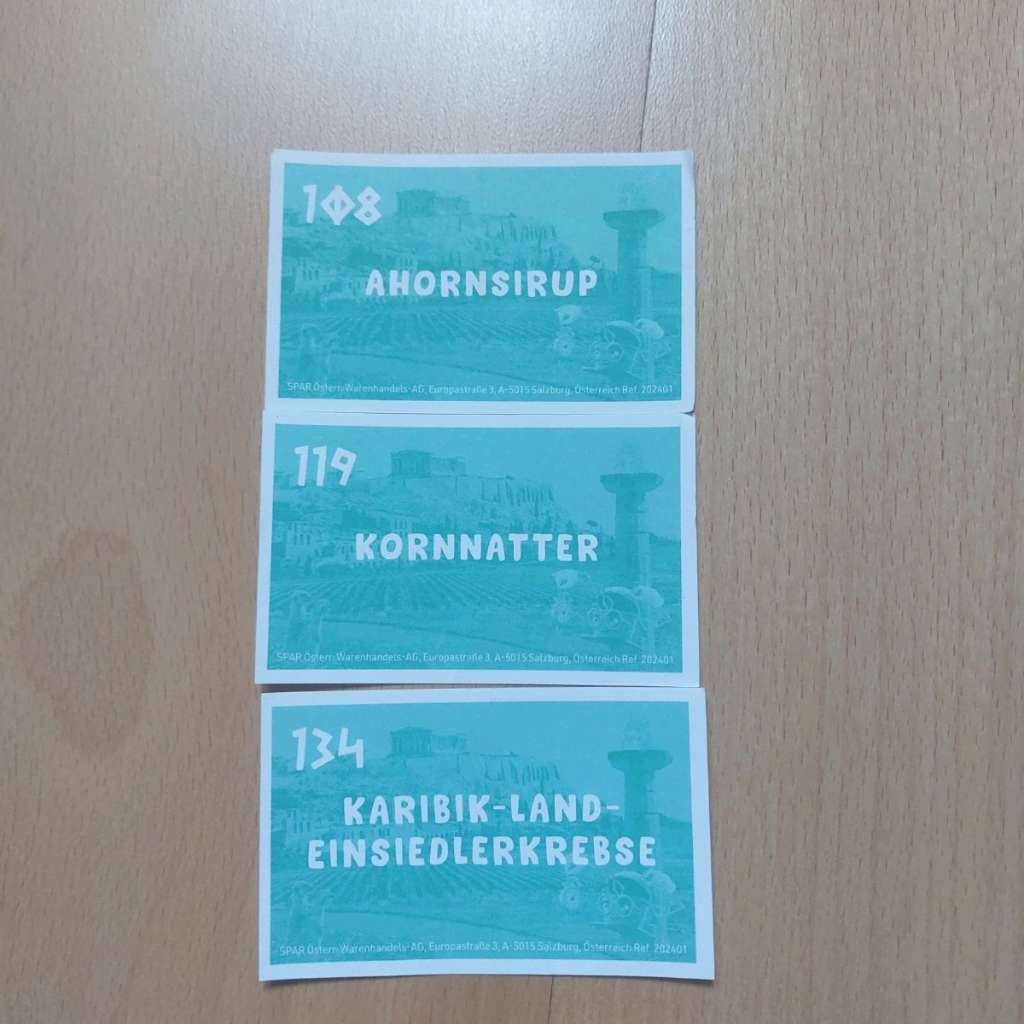 108
AHORNSIRUP
SPAR Österr. Warenhandels-AG, Europastraße 3, A-5015 Salzburg, Österreich Ref. 202401
119
KORNNATTER
SPAR Österr. Warenhandels-AG, Europastraße 3, A-5015 Salzburg, Österreich Ref. 202401
134
KARIBIK-LAND-
EINSIEDLERKREBSE
SPAR Österr. Warenhandels-AG, Europastraße 3, A-5015 Salzburg, Österreich Ref. 202401